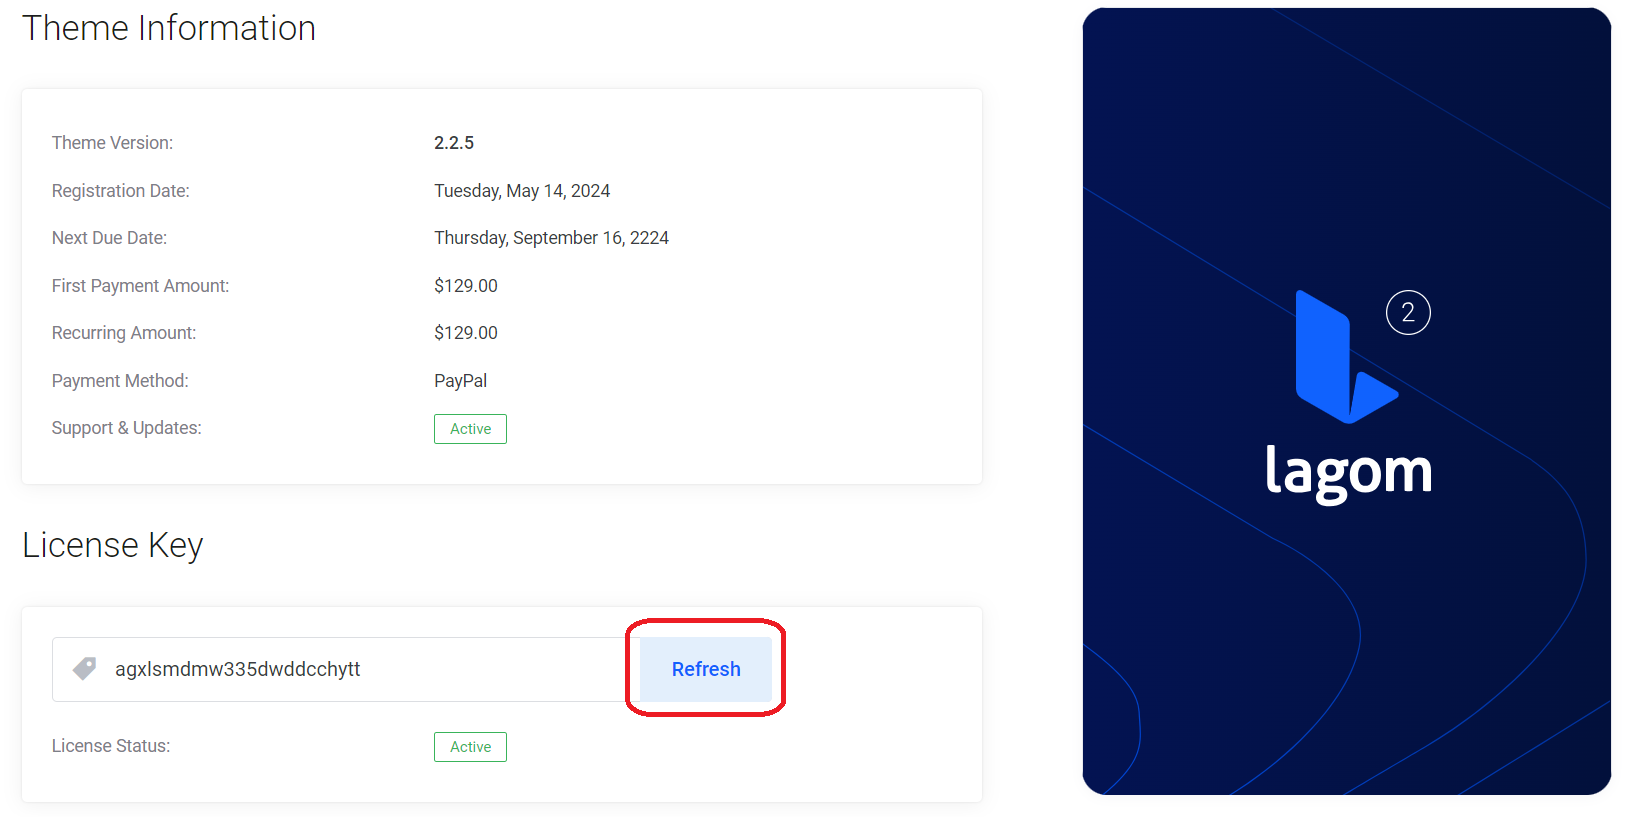 Theme Information
Theme Version: 2.2.5
Registration Date: Tuesday, May 14, 2024
Next Due Date: Thursday, September 16, 2224
First Payment Amount: $129.00
Recurring Amount: $129.00
Payment Method: PayPal
Support & Updates: Active
License Key
agxlsmdmw335dwddcchytt Refresh
License Status: Active
2
lagom